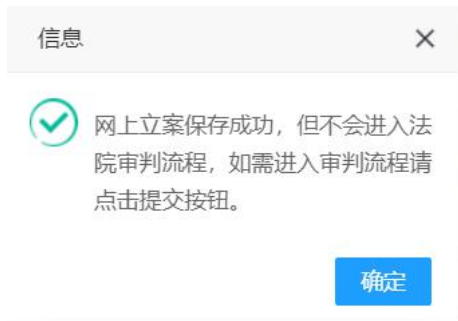 信息
网上立案保存成功，但不会进入法
院审判流程，如需进入审判流程请
点击提交按钮。
确定